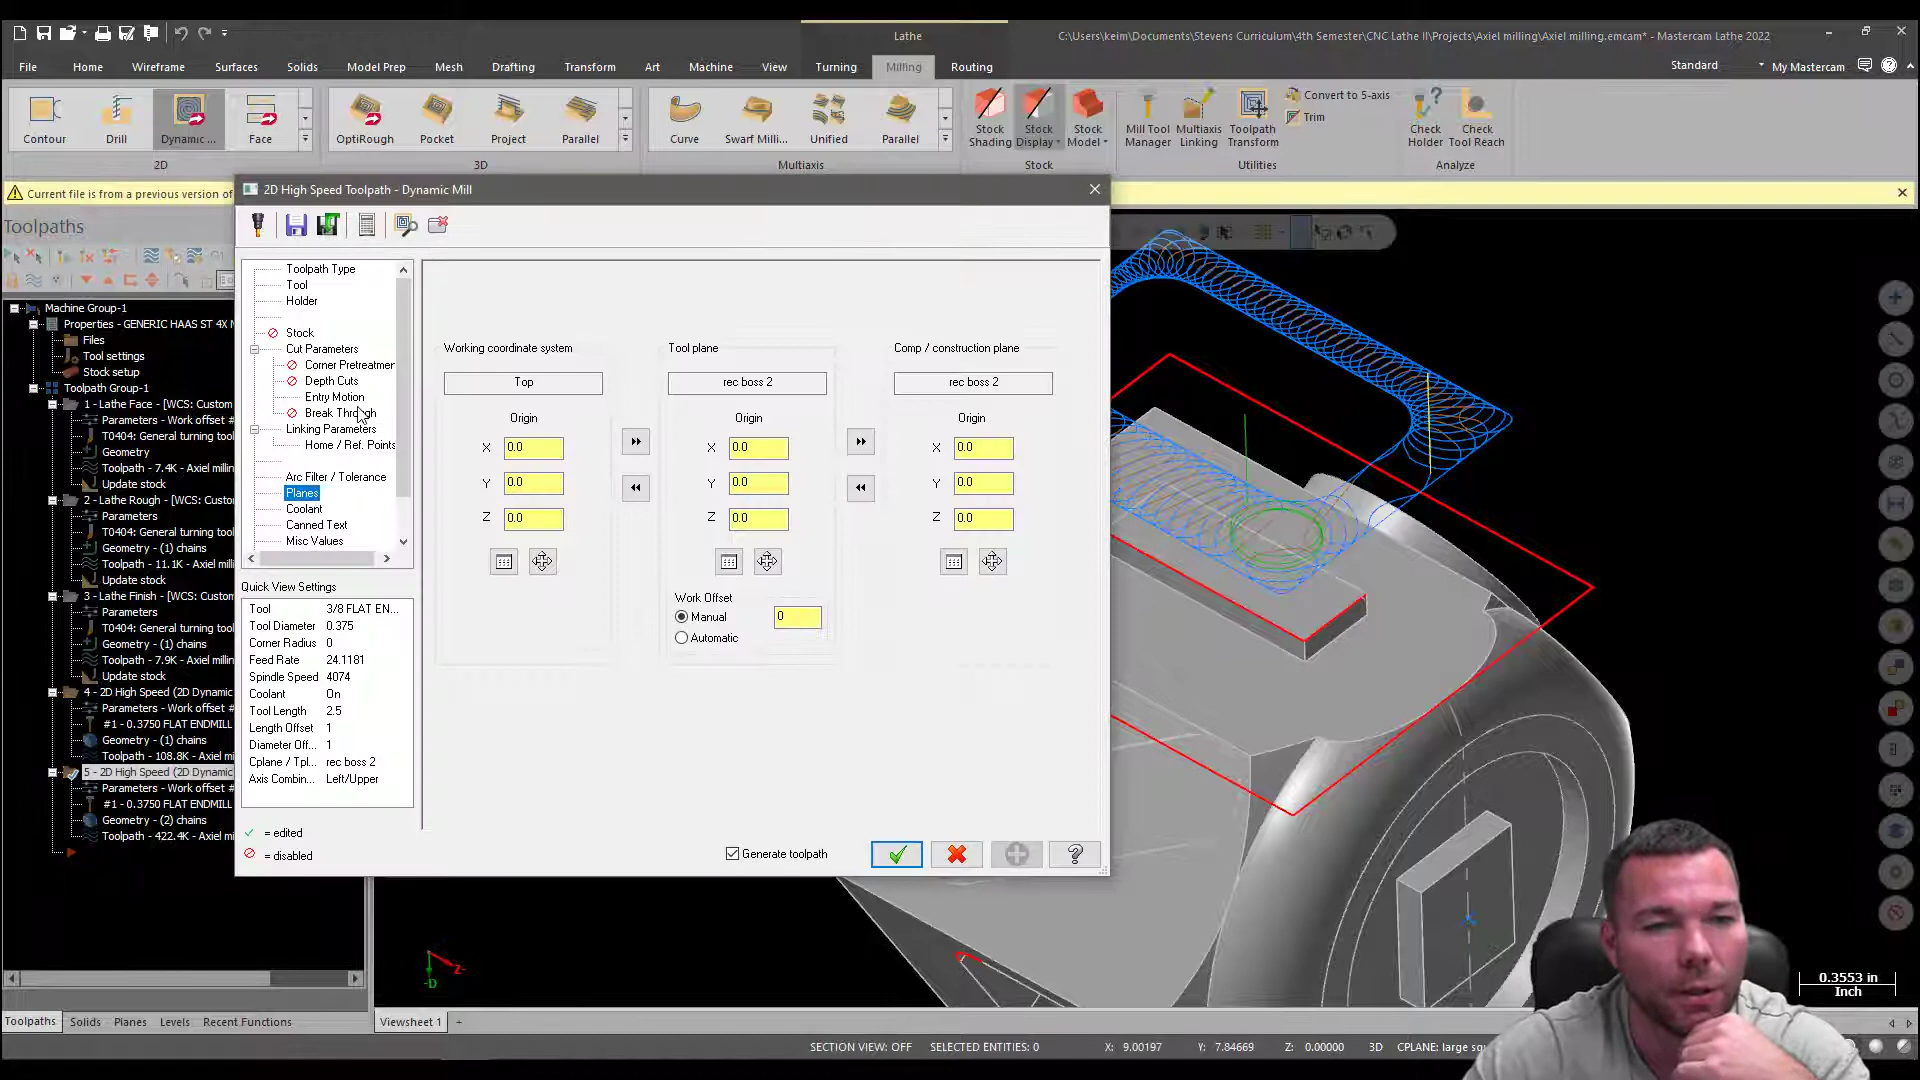 Lathe
C:\Users\keim\Documents\Stevens Curriculum\4th Semester\CNC Lathe II\Projects\Axiel milling\Axiel milling.emcam* - Mastercam Lathe 2022
File Home Wireframe Surfaces Solids Model Prep Mesh Drafting Transform Art Machine View Turning Milling Routing
Standard My Mastercam
Contour Drill Dynamic ... Face OptiRough Pocket Project Parallel Curve Swarf Milli... Unified Parallel
Stock Shading Stock Display Stock Model Mill Tool Manager Multiaxis Linking Toolpath Transform Convert to 5-axis Trim Check Holder Check Tool Reach
2D 3D Multiaxis Stock Utilities Analyze
Current file is from a previous version of
2D High Speed Toolpath - Dynamic Mill
Toolpaths
Machine Group-1
Properties - GENERIC HAAS ST 4X M
Files
Tool settings
Stock setup
Toolpath Group-1
1 - Lathe Face - [WCS: Custom
Parameters - Work offset #
T0404: General turning tool
Geometry
Toolpath - 7.4K - Axiel millin
Update stock
2 - Lathe Rough - [WCS: Custo
Parameters
T0404: General turning tool
Geometry - (1) chains
Toolpath - 11.1K - Axiel milli
Update stock
3 - Lathe Finish - [WCS: Custo
Parameters
T0404: General turning tool
Geometry - (1) chains
Toolpath - 7.9K - Axiel millin
Update stock
4 - 2D High Speed (2D Dynamic
Parameters - Work offset #
#1 - 0.3750 FLAT ENDMILL
Geometry - (1) chains
Toolpath - 108.8K - Axiel mi
5 - 2D High Speed (2D Dynamic
Parameters - Work offset #
#1 - 0.3750 FLAT ENDMILL
Geometry - (2) chains
Toolpath - 422.4K - Axiel mi
Toolpath Type
Tool
Holder
Stock
Cut Parameters
Corner Pretreatmen
Depth Cuts
Entry Motion
Break Through
Linking Parameters
Home / Ref. Points
Arc Filter / Tolerance
Planes
Coolant
Canned Text
Misc Values
Quick View Settings
Tool 3/8 FLAT EN...
Tool Diameter 0.375
Corner Radius 0
Feed Rate 24.1181
Spindle Speed 4074
Coolant On
Tool Length 2.5
Length Offset 1
Diameter Off... 1
Cplane / Tpl... rec boss 2
Axis Combin... Left/Upper
= edited
= disabled
Working coordinate system Tool plane Comp / construction plane
Top rec boss 2 rec boss 2
Origin Origin Origin
X 0.0 X 0.0 X 0.0
Y 0.0 Y 0.0 Y 0.0
Z 0.0 Z 0.0 Z 0.0
Work Offset
Manual 0
Automatic
Generate toolpath
Z-
-D
0.3553 in
Inch
Toolpaths Solids Planes Levels Recent Functions Viewsheet 1 +
SECTION VIEW: OFF SELECTED ENTITIES: 0 X: 9.00197 Y: 7.84669 Z: 0.00000 3D CPLANE: large squ